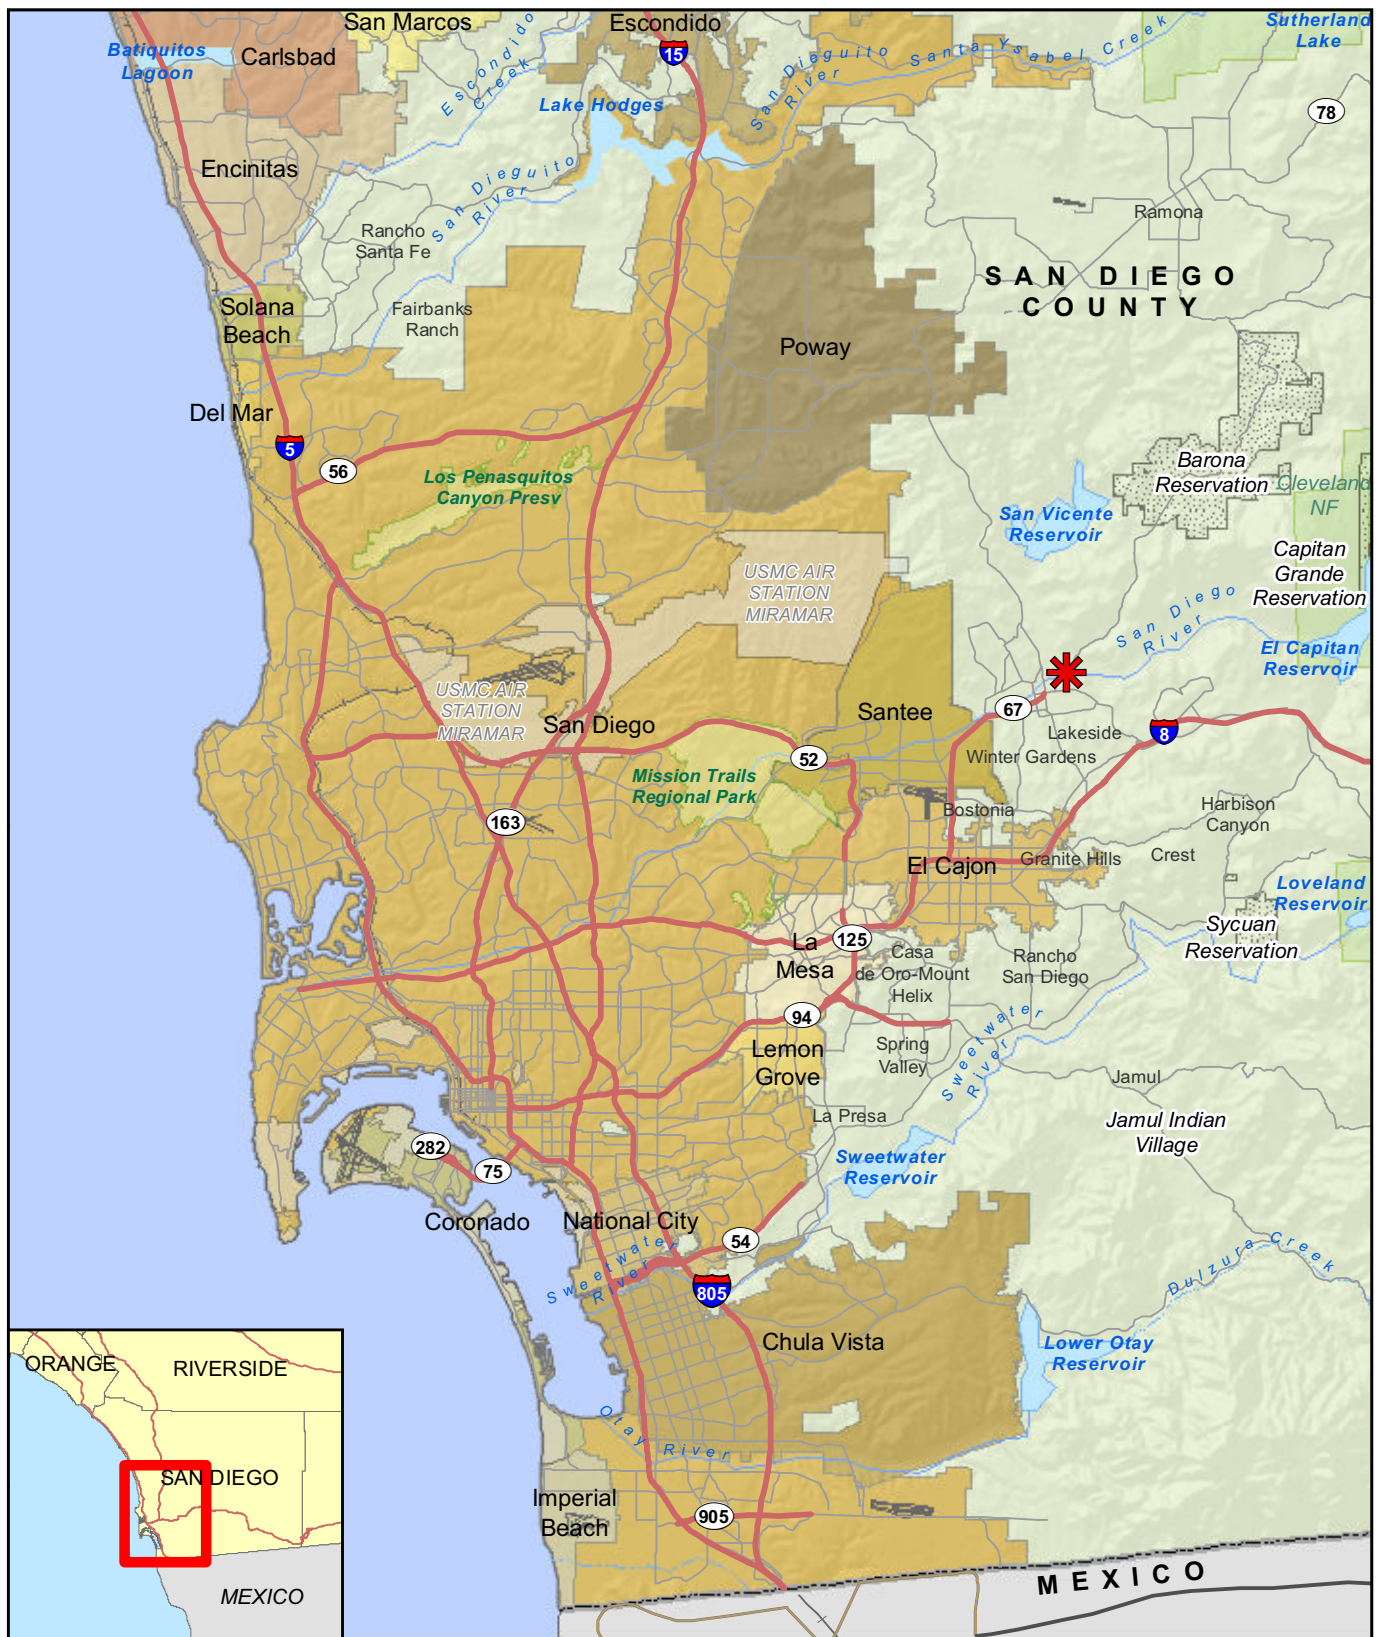 San Marcos
Escondido
Sutherland
Lake
Batiquitos
Lagoon
Carlsbad
15
Escondido
Creek
San Dieguito
River
Santa Ysabel Creek
Lake Hodges
78
Encinitas
San Dieguito
River
Rancho
Santa Fe
Ramona
SAN DIEGO
COUNTY
Solana
Beach
Fairbanks
Ranch
Poway
Del Mar
5
56
Los Penasquitos
Canyon Presv
Barona
Reservation
Cleveland
NF
San Vicente
Reservoir
Capitan
Grande
Reservation
USMC AIR
STATION
MIRAMAR
San Diego
River
El Capitan
Reservoir
USMC AIR
STATION
MIRAMAR
San Diego
Santee
67
Lakeside
8
Winter Gardens
52
Mission Trails
Regional Park
163
Bostonia
Harbison
Canyon
El Cajon
Granite Hills
Crest
Loveland
Reservoir
Sycuan
Reservation
La
Mesa
125
Casa
de Oro-Mount
Helix
Rancho
San Diego
94
Sweetwater
River
Lemon
Grove
Spring
Valley
Jamul
La Presa
Jamul Indian
Village
282
75
Sweetwater
Reservoir
Coronado
National City
54
Sweetwater
River
805
Dulzura Creek
Chula Vista
Lower Otay
Reservoir
Otay River
Imperial
Beach
905
MEXICO
ORANGE
RIVERSIDE
SAN DIEGO
MEXICO